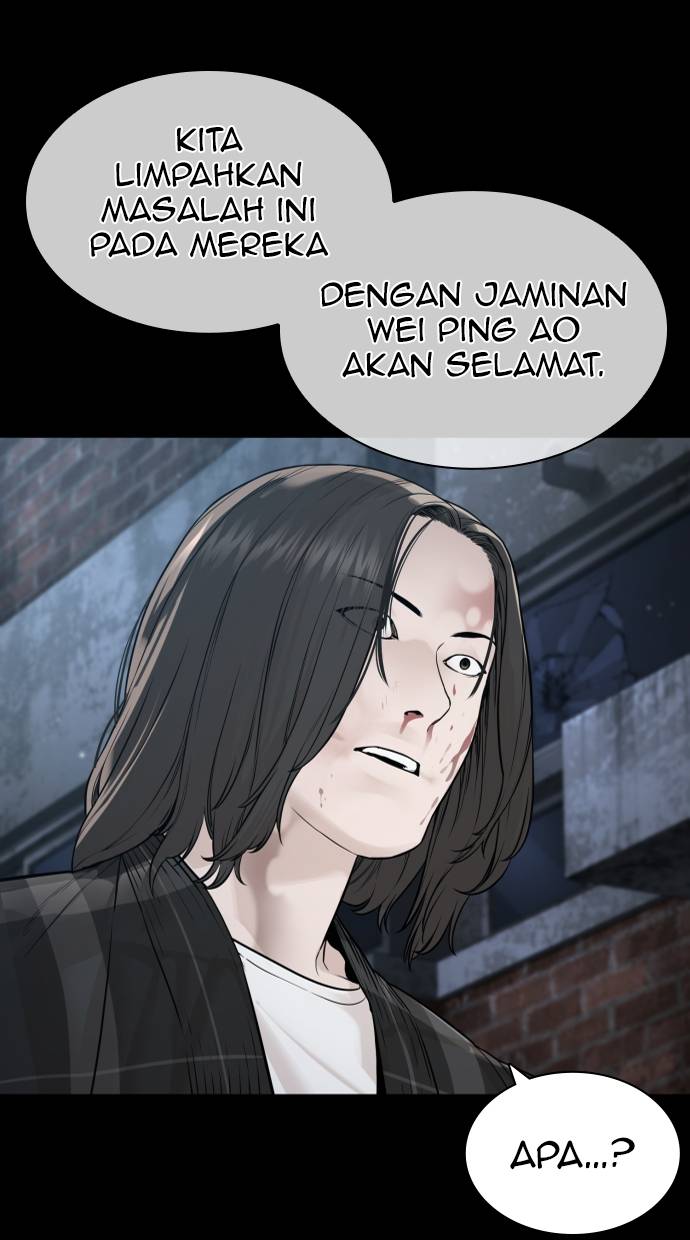 KITA
LIMPAHKAN
MASALAH INI
PADA MEREKA
DENGAN JAMINAN
WEI PING AO
AKAN SELAMAT.
APA...?